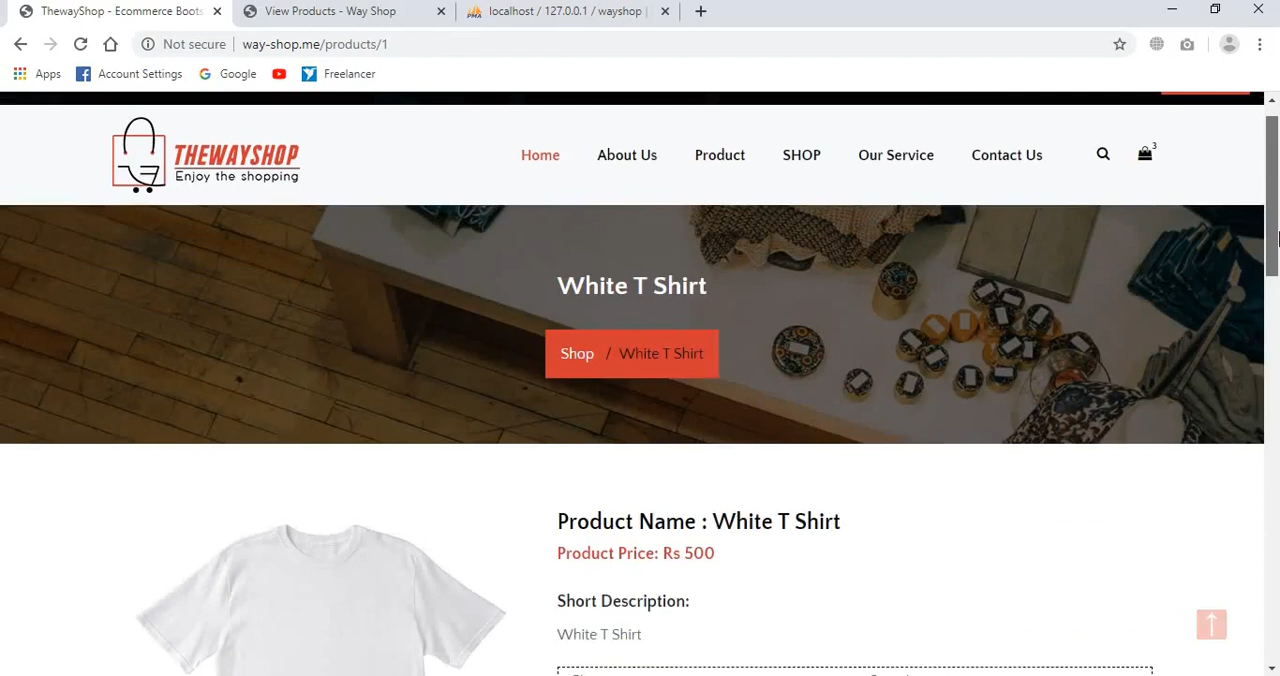 ThewayShop - Ecommerce Boots
View Products - Way Shop
PMA localhost / 127.0.0.1 / wayshop |
Not secure way-shop.me/products/1
Apps Account Settings Google Freelancer
THEWAYSHOP
Enjoy the shopping
Home About Us Product SHOP Our Service Contact Us 3
White T Shirt
Shop / White T Shirt
Product Name : White T Shirt
Product Price: Rs 500
Short Description:
White T Shirt